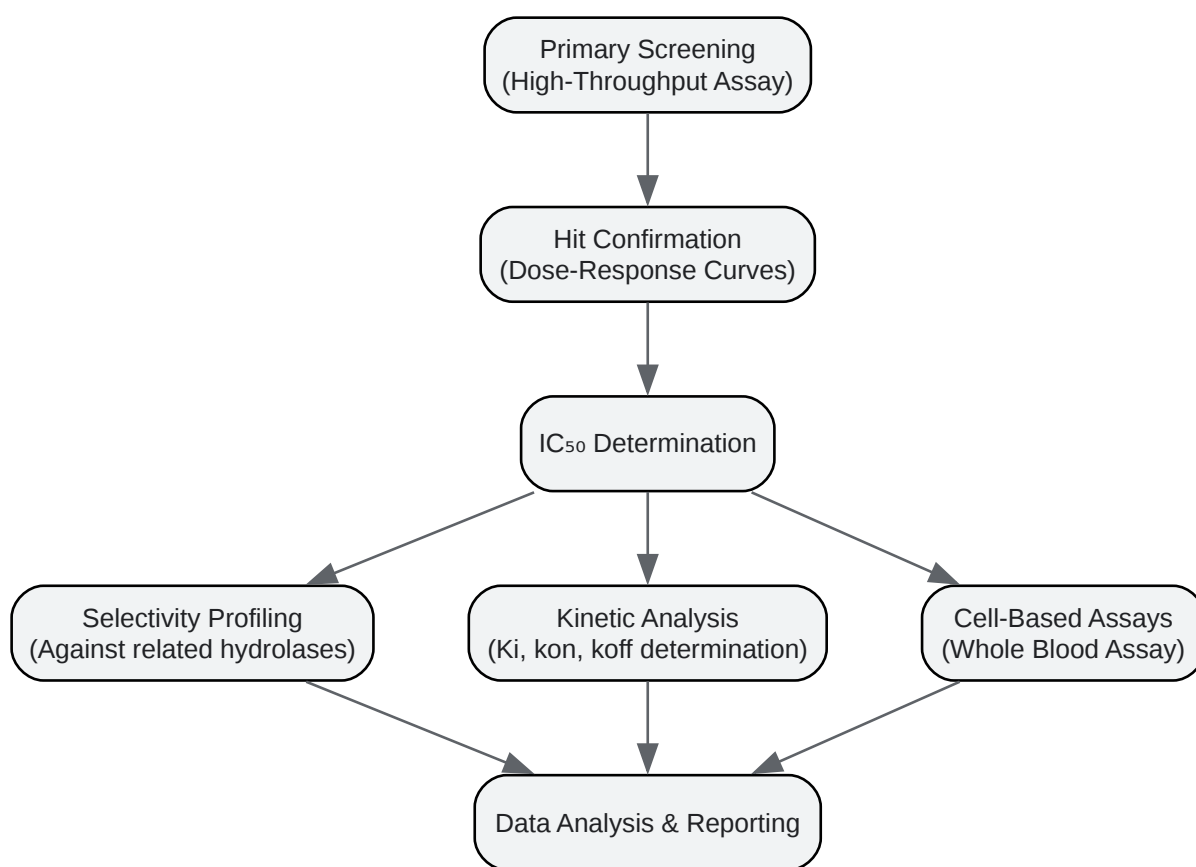 Primary Screening
(High-Throughput Assay)
Hit Confirmation
(Dose-Response Curves)
IC₅₀ Determination
Selectivity Profiling
(Against related hydrolases)
Kinetic Analysis
(Ki, kon, koff determination)
Cell-Based Assays
(Whole Blood Assay)
Data Analysis & Reporting